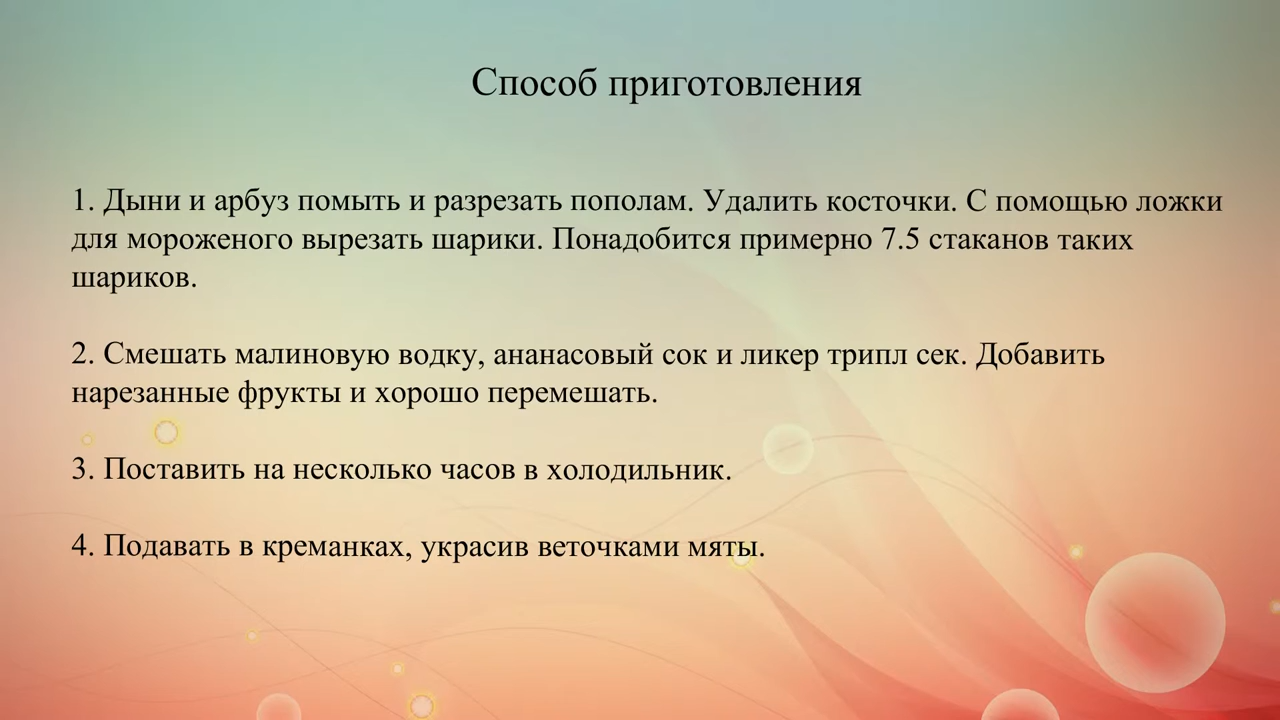 Способ приготовления
1. Дыни и арбуз помыть и разрезать пополам. Удалить косточки. С помощью ложки
для мороженого вырезать шарики. Понадобится примерно 7.5 стаканов таких
шариков.
2. Смешать малиновую водку, ананасовый сок и ликер трипл сек. Добавить
нарезанные фрукты и хорошо перемешать.
3. Поставить на несколько часов в холодильник.
4. Подавать в креманках, украсив веточками мяты.